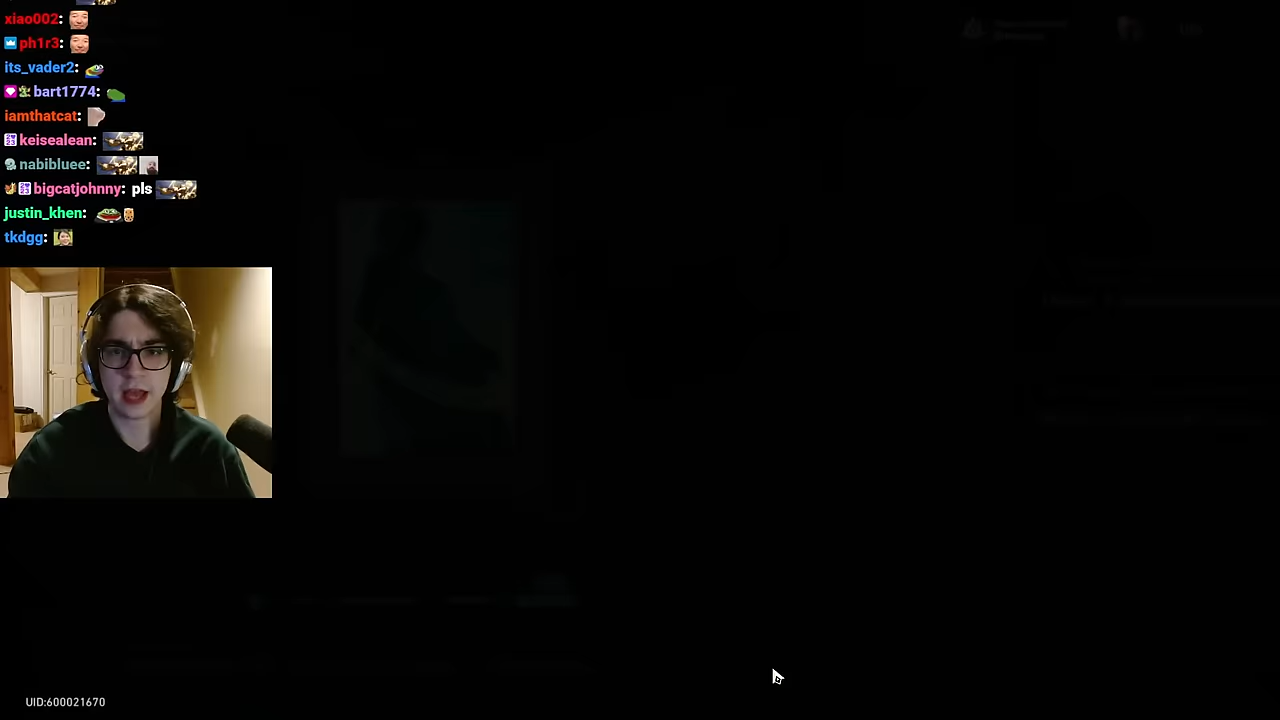 xiao002:
ph1r3:
its_vader2:
bart1774:
iamthatcat:
keisealean:
nabibluee:
bigcatjohnny: pls
justin_khen:
tkdgg:
UID:600021670